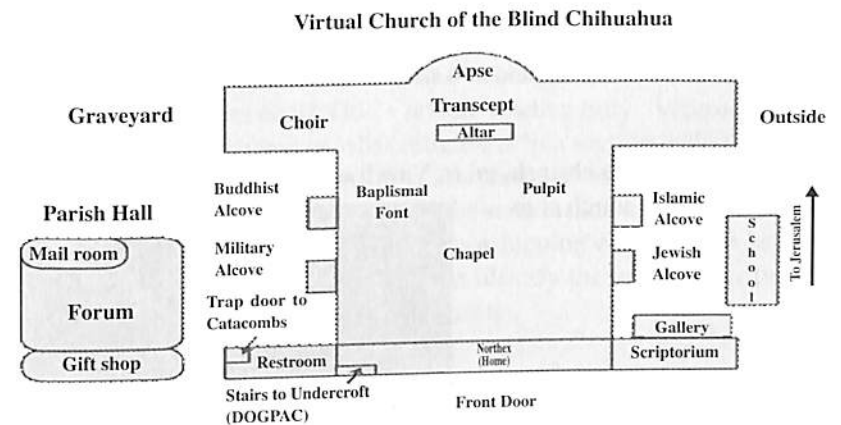 Virtual Church of the Blind Chihuahua
Apse
Transcept
Altar
Choir
Graveyard
Outside
Buddhist
Alcove
Baplismal
Font
Pulpit
Islamic
Alcove
Parish Hall
Mail room
Military
Alcove
Chapel
Jewish
Alcove
School
To Jerusalem
Forum
Trap door to
Catacombs
Gallery
Gift shop
Restroom
Northex
(Home)
Scriptorium
Stairs to Undercroft
(DOGPAC)
Front Door